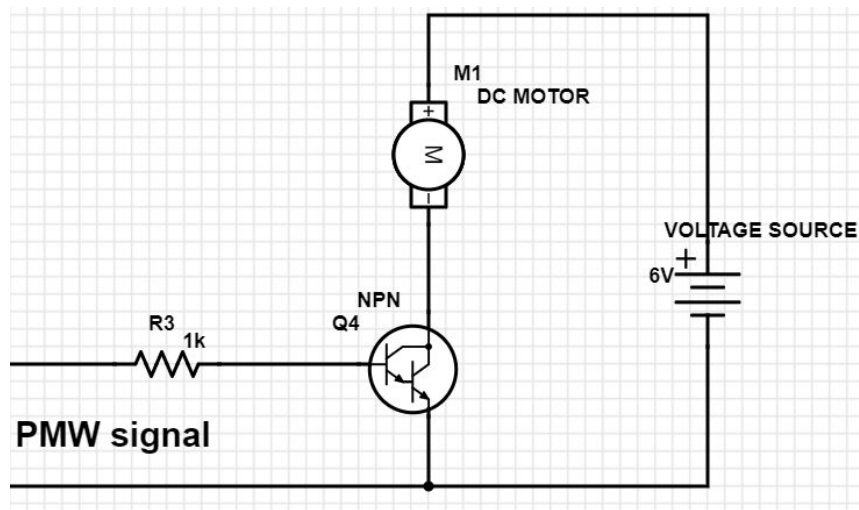 M1
DC MOTOR
+
M
–
VOLTAGE SOURCE
+
6V
NPN
Q4
R3
1k
PMW signal